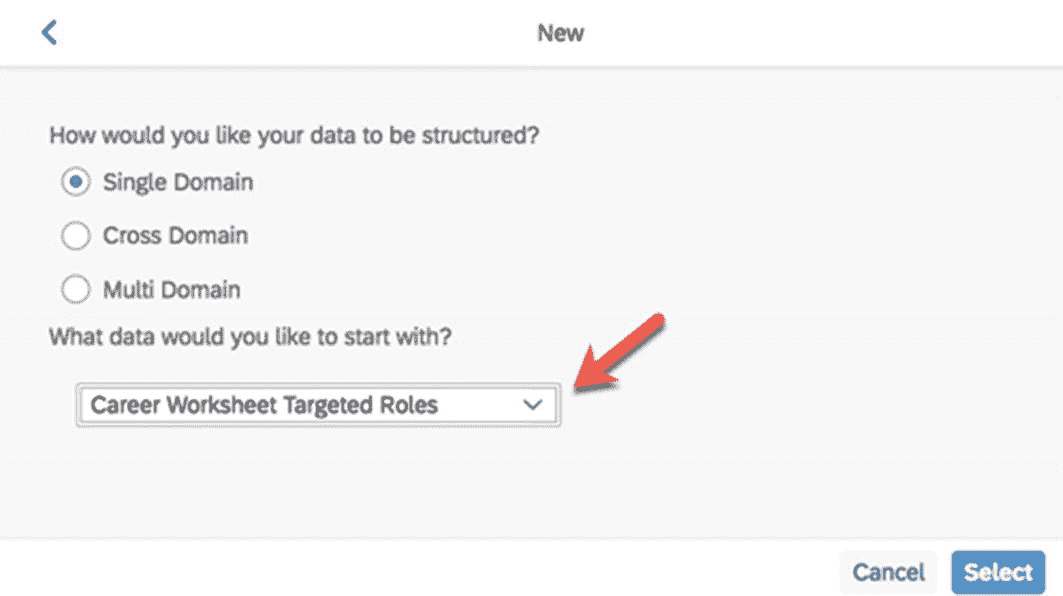 New
How would you like your data to be structured?
Single Domain
Cross Domain
Multi Domain
What data would you like to start with?
Career Worksheet Targeted Roles
Cancel Select